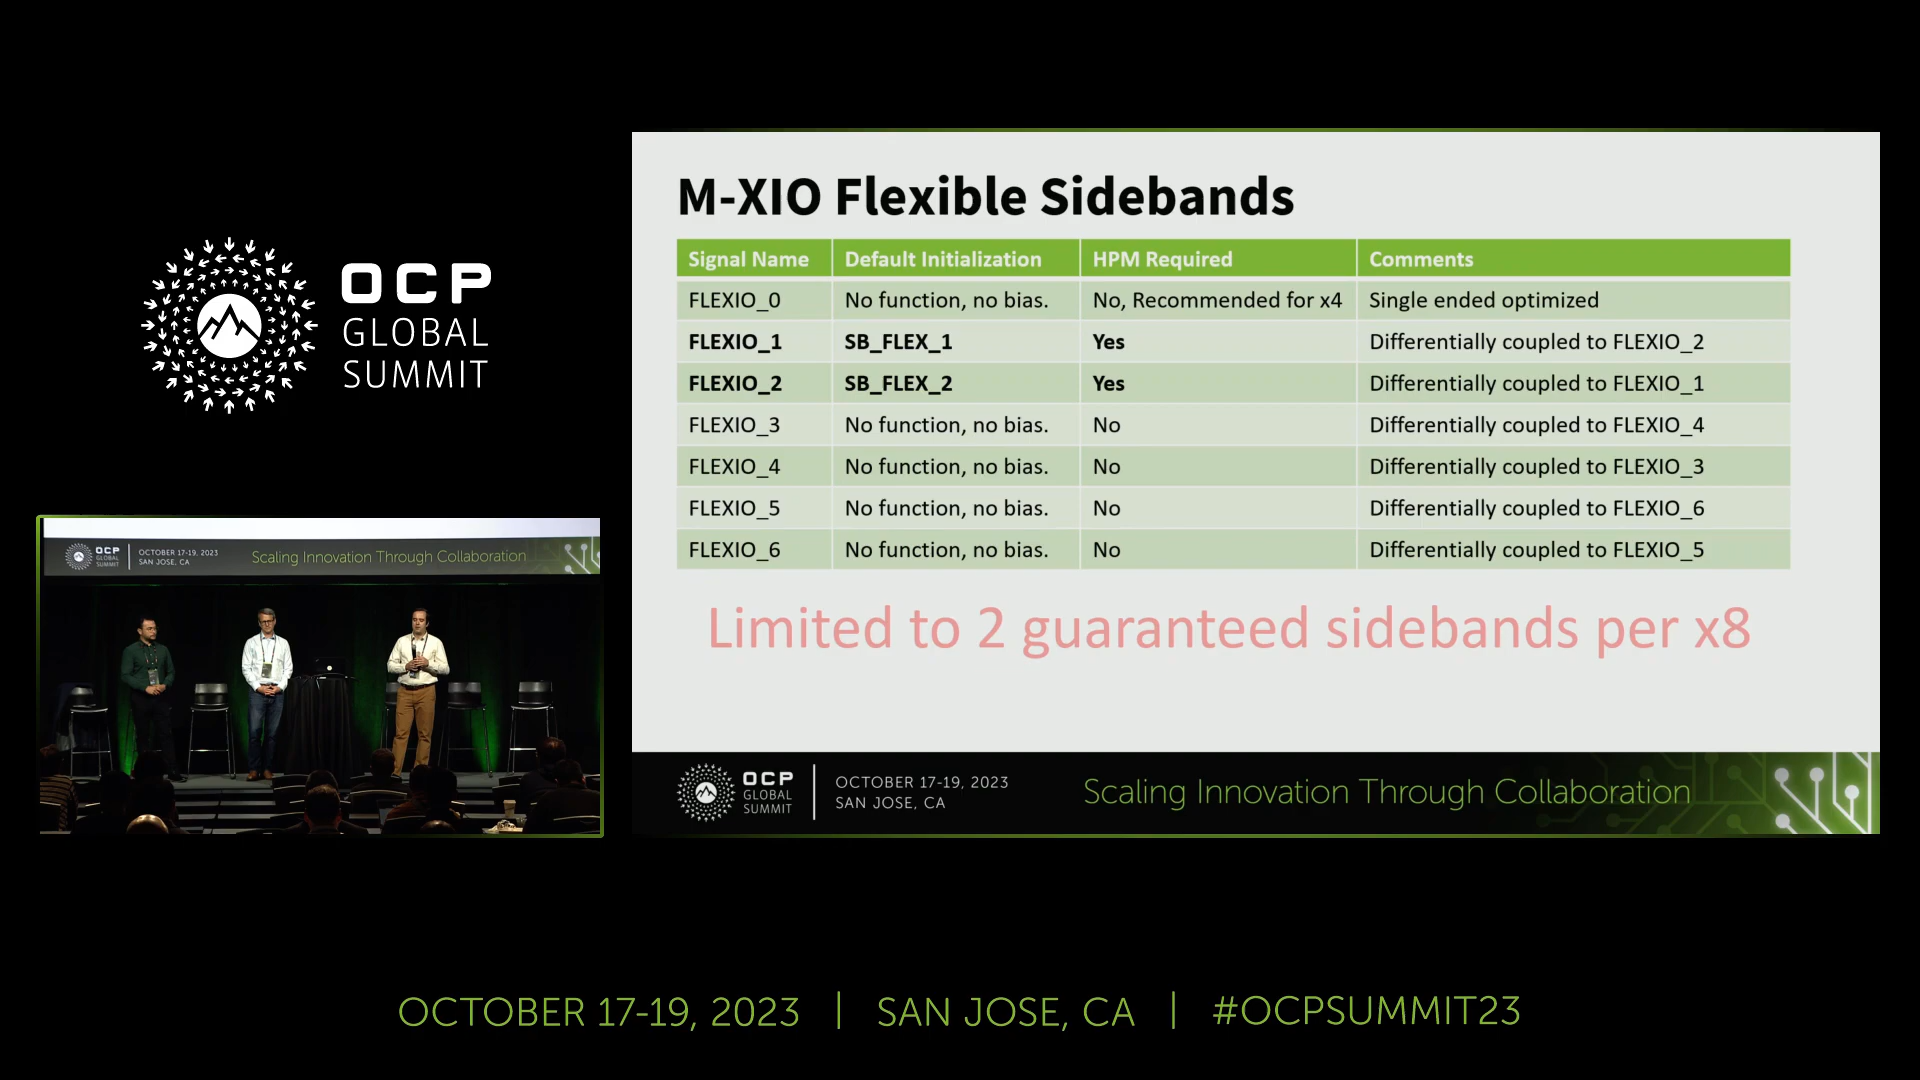 OCP
GLOBAL
SUMMIT
OCP
GLOBAL
SUMMIT
OCTOBER 17-19, 2023
SAN JOSE, CA
Scaling Innovation Through Collaboration
M-XIO Flexible Sidebands
Signal Name Default Initialization HPM Required Comments
FLEXIO_0 No function, no bias. No, Recommended for x4 Single ended optimized
FLEXIO_1 SB_FLEX_1 Yes Differentially coupled to FLEXIO_2
FLEXIO_2 SB_FLEX_2 Yes Differentially coupled to FLEXIO_1
FLEXIO_3 No function, no bias. No Differentially coupled to FLEXIO_4
FLEXIO_4 No function, no bias. No Differentially coupled to FLEXIO_3
FLEXIO_5 No function, no bias. No Differentially coupled to FLEXIO_6
FLEXIO_6 No function, no bias. No Differentially coupled to FLEXIO_5
Limited to 2 guaranteed sidebands per x8
OCP
GLOBAL
SUMMIT
OCTOBER 17-19, 2023
SAN JOSE, CA
Scaling Innovation Through Collaboration
OCTOBER 17-19, 2023 | SAN JOSE, CA | #OCPSUMMIT23